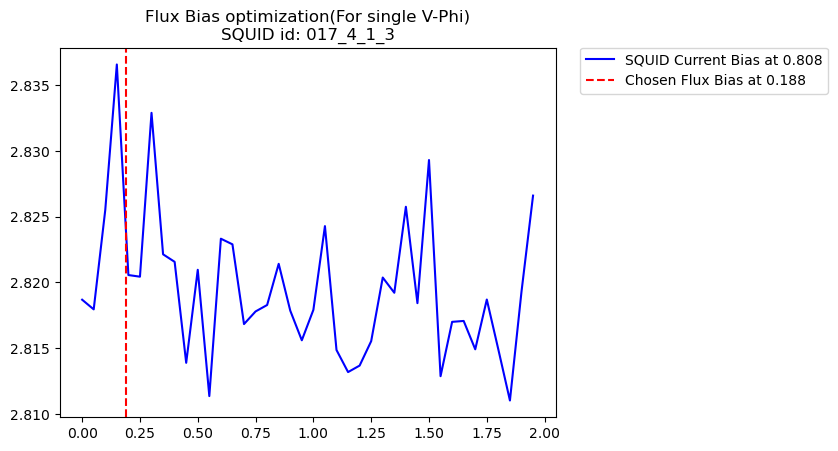 Flux Bias optimization(For single V-Phi)
SQUID id: 017_4_1_3
SQUID Current Bias at 0.808
Chosen Flux Bias at 0.188
2.835
2.830
2.825
2.820
2.815
2.810
0.00 0.25 0.50 0.75 1.00 1.25 1.50 1.75 2.00